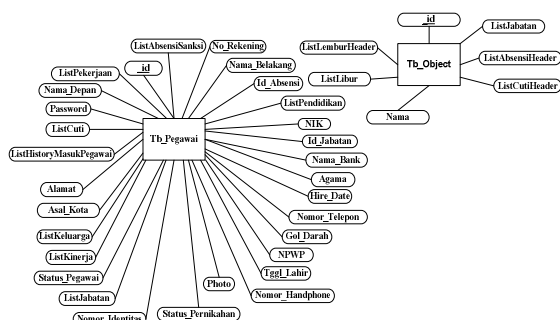 _id
ListJabatan
ListLemburHeader
ListAbsensiHeader
Tb_Object
ListLibur
ListCutiHeader
Nama
ListAbsensiSanksi
No_Rekening
_id
Nama_Belakang
ListPekerjaan
Id_Absensi
Nama_Depan
ListPendidikan
Password
NIK
ListCuti
Tb_Pegawai
Id_Jabatan
ListHistoryMasukPegawai
Nama_Bank
Alamat
Agama
Hire_Date
Asal_Kota
Nomor_Telepon
ListKeluarga
Gol_Darah
ListKinerja
NPWP
Status_Pegawai
Tggl_Lahir
Photo
ListJabatan
Nomor_Handphone
Nomor_Identitas
Status_Pernikahan